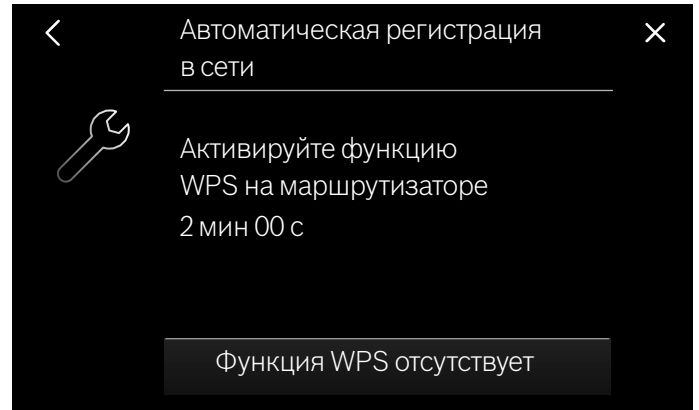 Автоматическая регистрация
в сети
Активируйте функцию
WPS на маршрутизаторе
2 мин 00 с
Функция WPS отсутствует